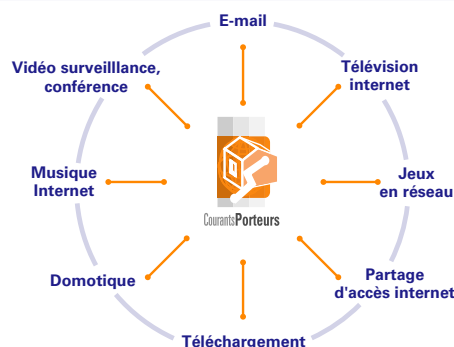 E-mail
Vidéo surveilllance,
conférence
Télévision
internet
Musique
Internet
CourantsPorteurs
Jeux
en réseau
Domotique
Partage
d'accès internet
Téléchargement